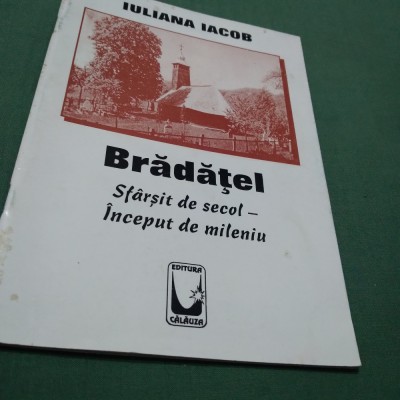 IULIANA IACOB
Brădățel
Sfârșit de secol –
Început de mileniu
EDITURA
CĂLĂUZA